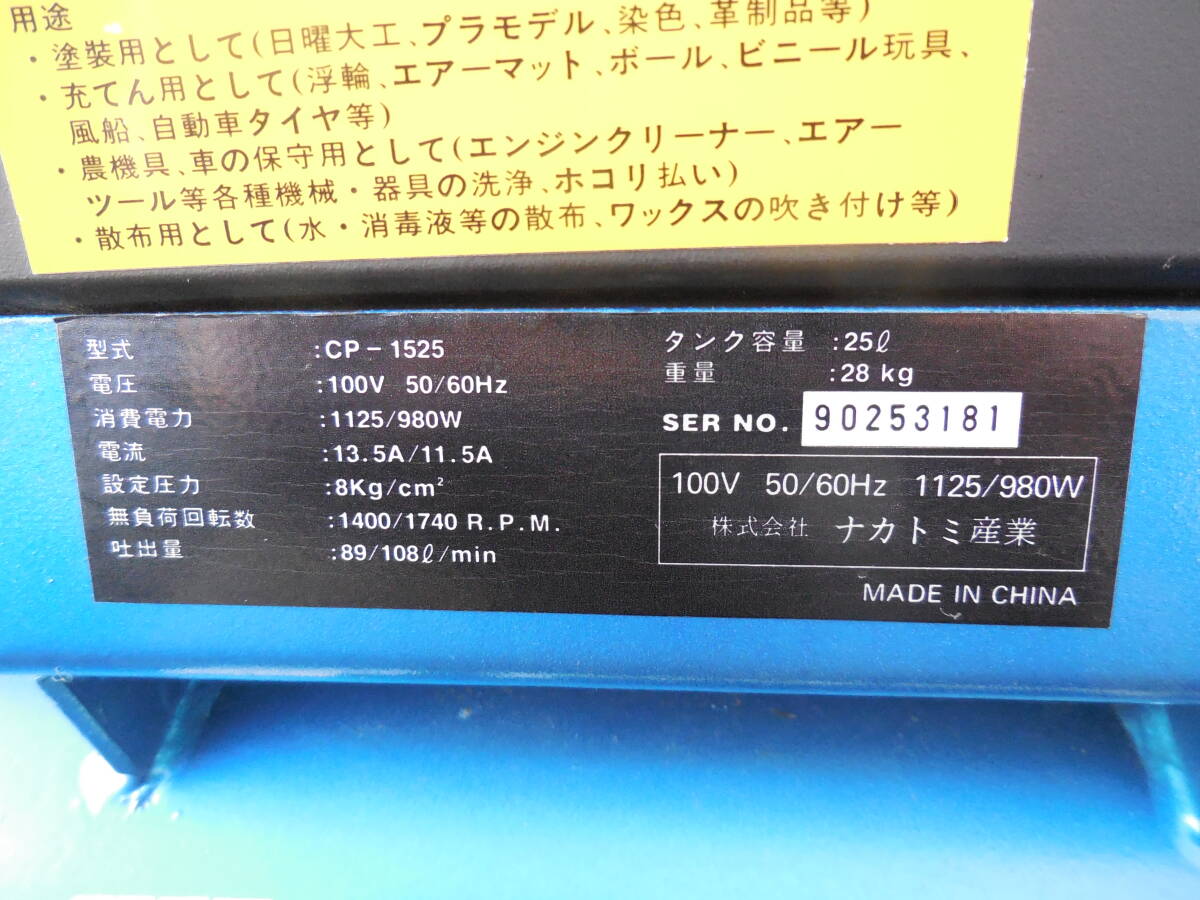 用途
・塗装用として(日曜大工、プラモデル、染色、革制品等)
・充てん用として(浮輪、エアーマット、ボール、ビニール玩具、
風船、自動車タイヤ等)
・農機具、車の保守用として(エンジンクリーナー、エアー
ツール等各種機械・器具の洗浄、ホコリ払い)
・散布用として(水・消毒液等の散布、ワックスの吹き付け等)
型式 :CP-1525
電圧 :100V 50/60Hz
消費電力 :1125/980W
電流 :13.5A/11.5A
設定圧力 :8Kg/cm²
無負荷回転数 :1400/1740 R.P.M.
吐出量 :89/108ℓ/min
タンク容量 :25ℓ
重量 :28 kg
SER NO. 90253181
100V 50/60Hz 1125/980W
株式会社 ナカトミ産業
MADE IN CHINA